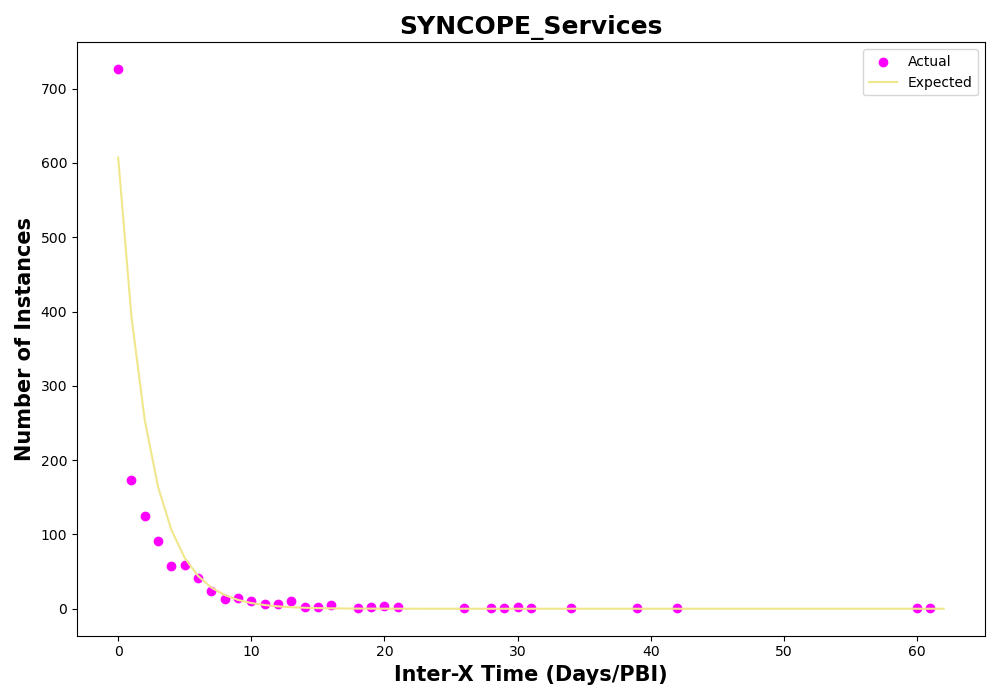 SYNCOPE_Services
Actual
Expected
Number of Instances
700
600
500
400
300
200
100
0
0 10 20 30 40 50 60
Inter-X Time (Days/PBI)